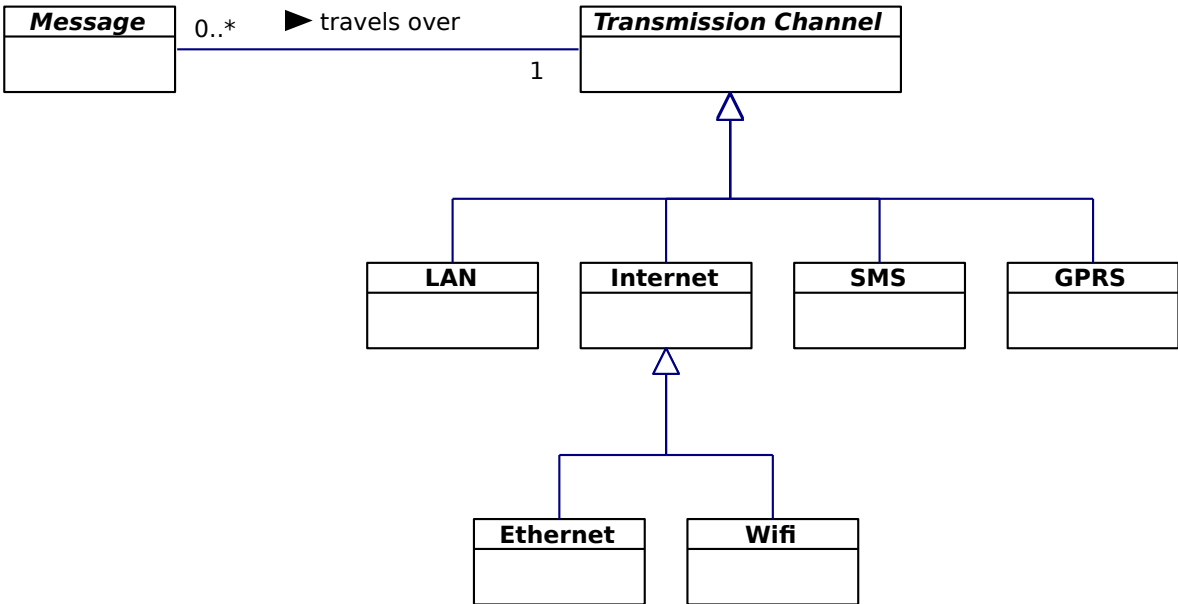 Message
0..*
travels over
Transmission Channel
1
LAN
Internet
SMS
GPRS
Ethernet
Wifi